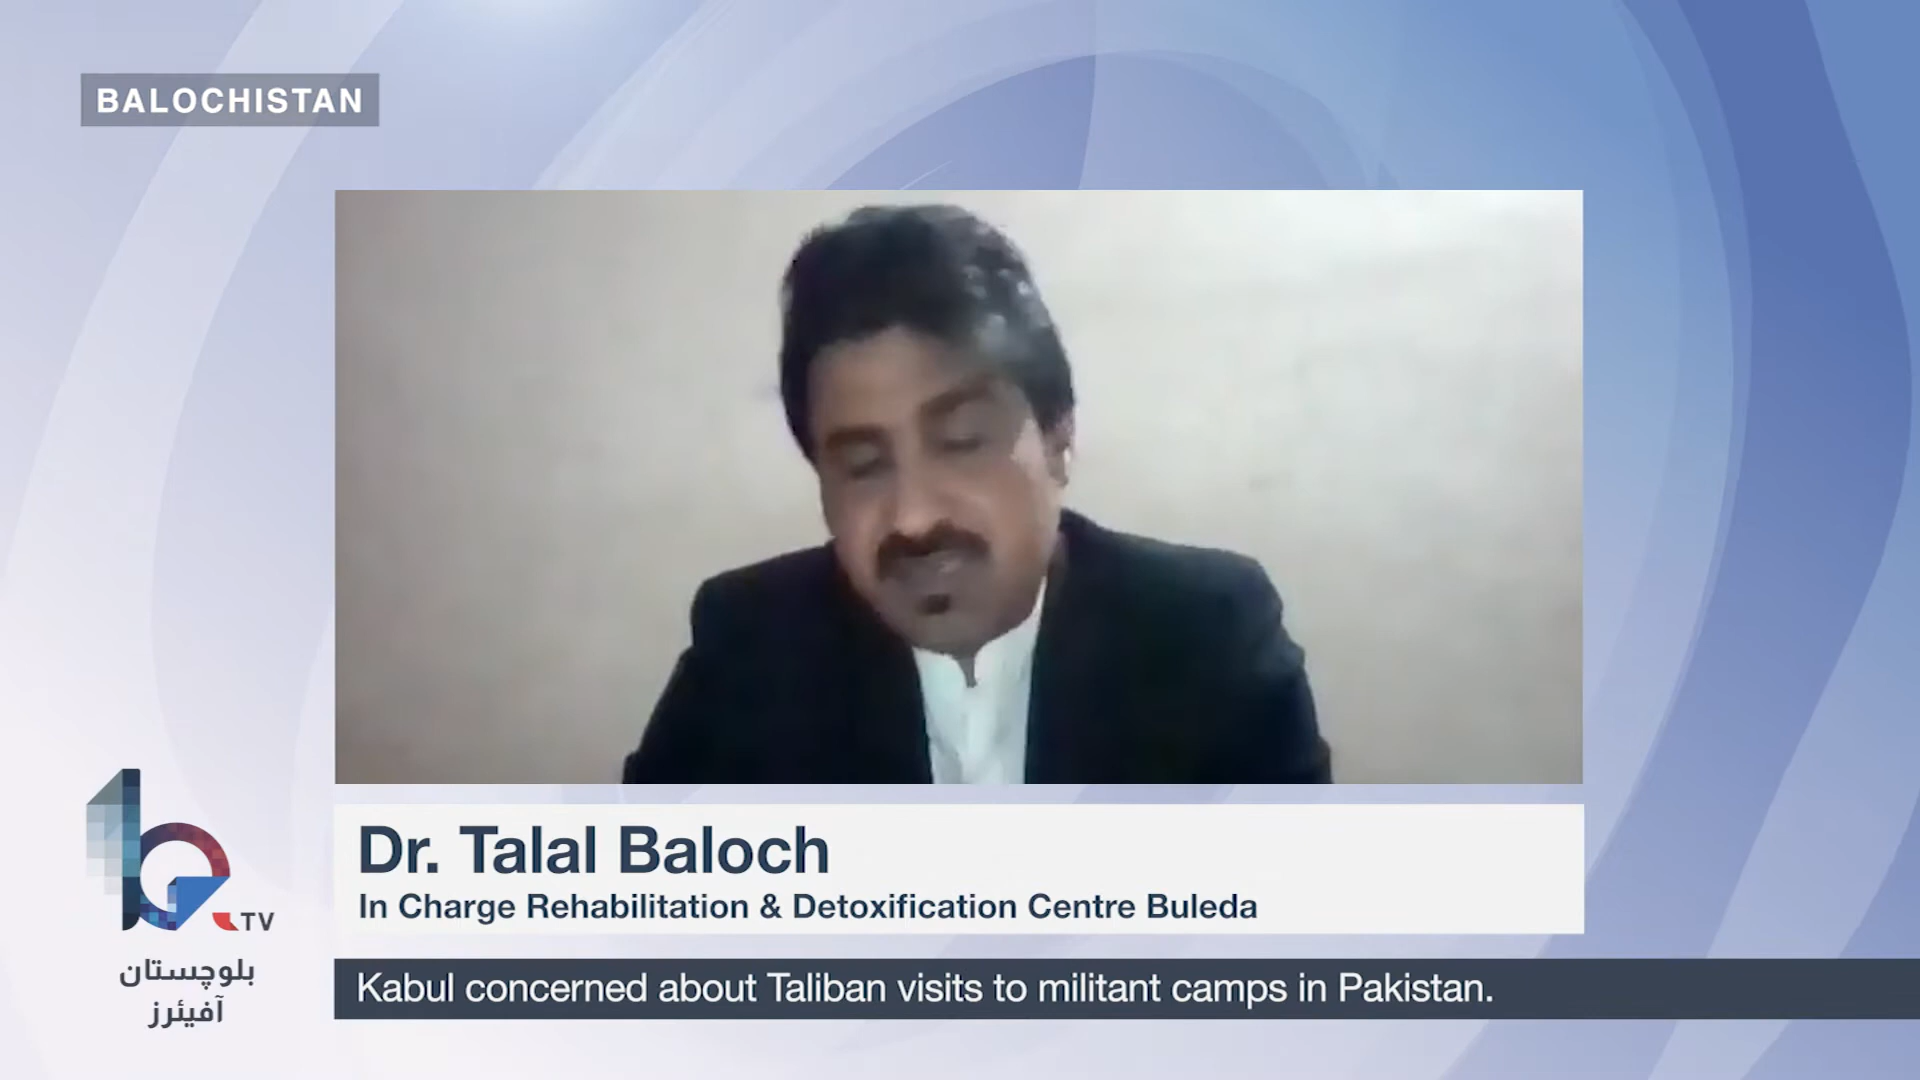 BALOCHISTAN
Dr. Talal Baloch
In Charge Rehabilitation & Detoxification Centre Buleda
TV
بلوچستان
آفیئرز
Kabul concerned about Taliban visits to militant camps in Pakistan.